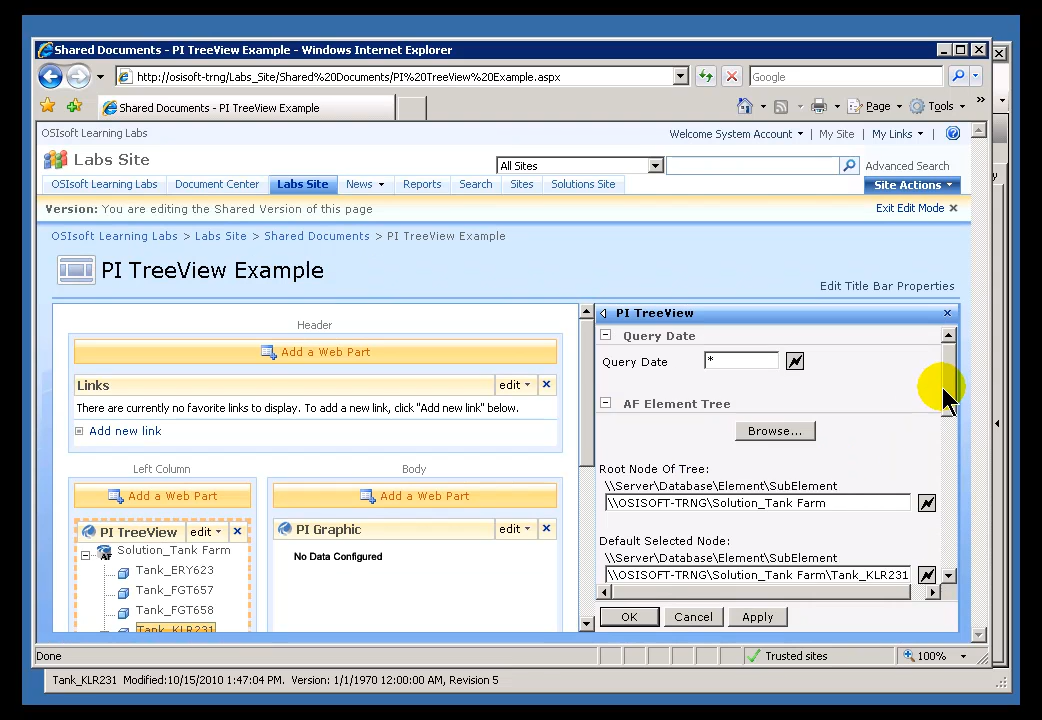 Shared Documents - PI TreeView Example - Windows Internet Explorer
http://osisoft-trng/Labs_Site/Shared%20Documents/PI%20TreeView%20Example.aspx
Google
Shared Documents - PI TreeView Example
Page
Tools
»
OSIsoft Learning Labs
Welcome System Account
My Site
My Links
Labs Site
All Sites
Advanced Search
OSIsoft Learning Labs
Document Center
Labs Site
News
Reports
Search
Sites
Solutions Site
Site Actions
Version: You are editing the Shared Version of this page
Exit Edit Mode
OSIsoft Learning Labs > Labs Site > Shared Documents > PI TreeView Example
PI TreeView Example
Edit Title Bar Properties
Header
Add a Web Part
Links
edit
There are currently no favorite links to display. To add a new link, click "Add new link" below.
Add new link
Left Column
Body
Add a Web Part
Add a Web Part
PI TreeView
edit
AF
Solution_Tank Farm
Tank_ERY623
Tank_FGT657
Tank_FGT658
Tank_KLR231
PI Graphic
edit
No Data Configured
PI TreeView
Query Date
Query Date
*
AF Element Tree
Browse...
Root Node Of Tree:
\\Server\Database\Element\SubElement
\\OSISOFT-TRNG\Solution_Tank Farm
Default Selected Node:
\\Server\Database\Element\SubElement
\\OSISOFT-TRNG\Solution_Tank Farm\Tank_KLR231
OK
Cancel
Apply
Done
Trusted sites
100%
Tank_KLR231 Modified:10/15/2010 1:47:04 PM. Version: 1/1/1970 12:00:00 AM, Revision 5